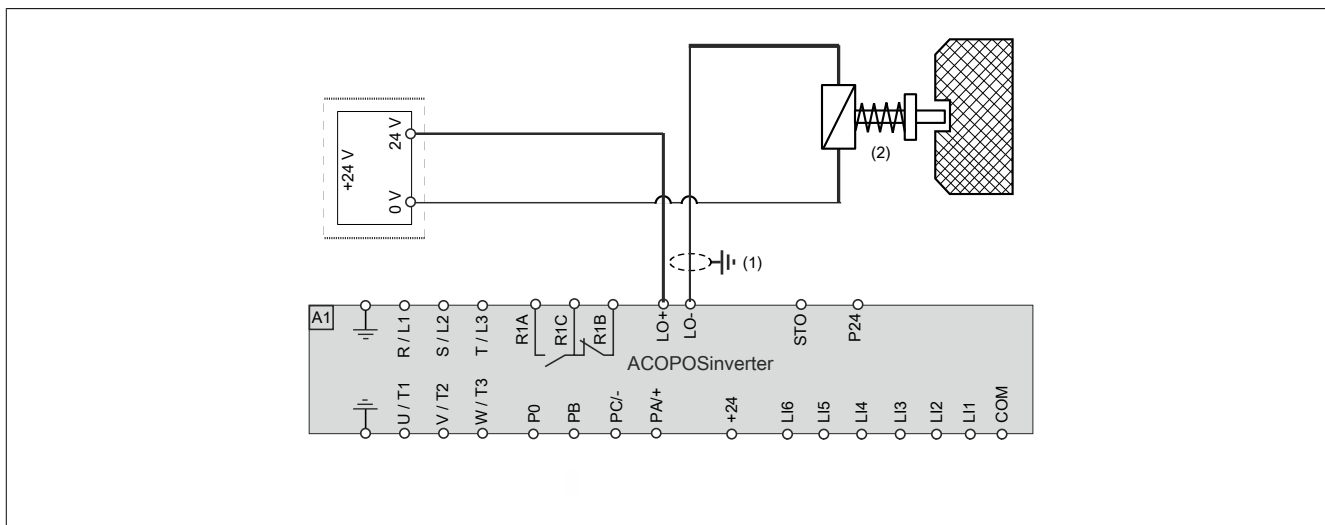 +24 V
24 V
0 V
(2)
(1)
A1
R / L1
S / L2
T / L3
R1A
R1C
R1B
LO+
LO-
STO
P24
ACOPOSinverter
U / T1
V / T2
W / T3
P0
PB
PC/-
PA/+
+24
LI6
LI5
LI4
LI3
LI2
LI1
COM